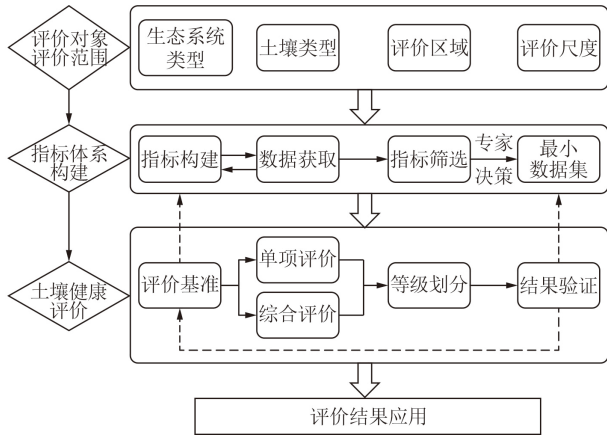 评价对象
评价范围
生态系统
类型
土壤类型
评价区域
评价尺度
指标体系
构建
指标构建
数据获取
指标筛选
专家
决策
最小
数据集
土壤健康
评价
评价基准
单项评价
综合评价
等级划分
结果验证
评价结果应用